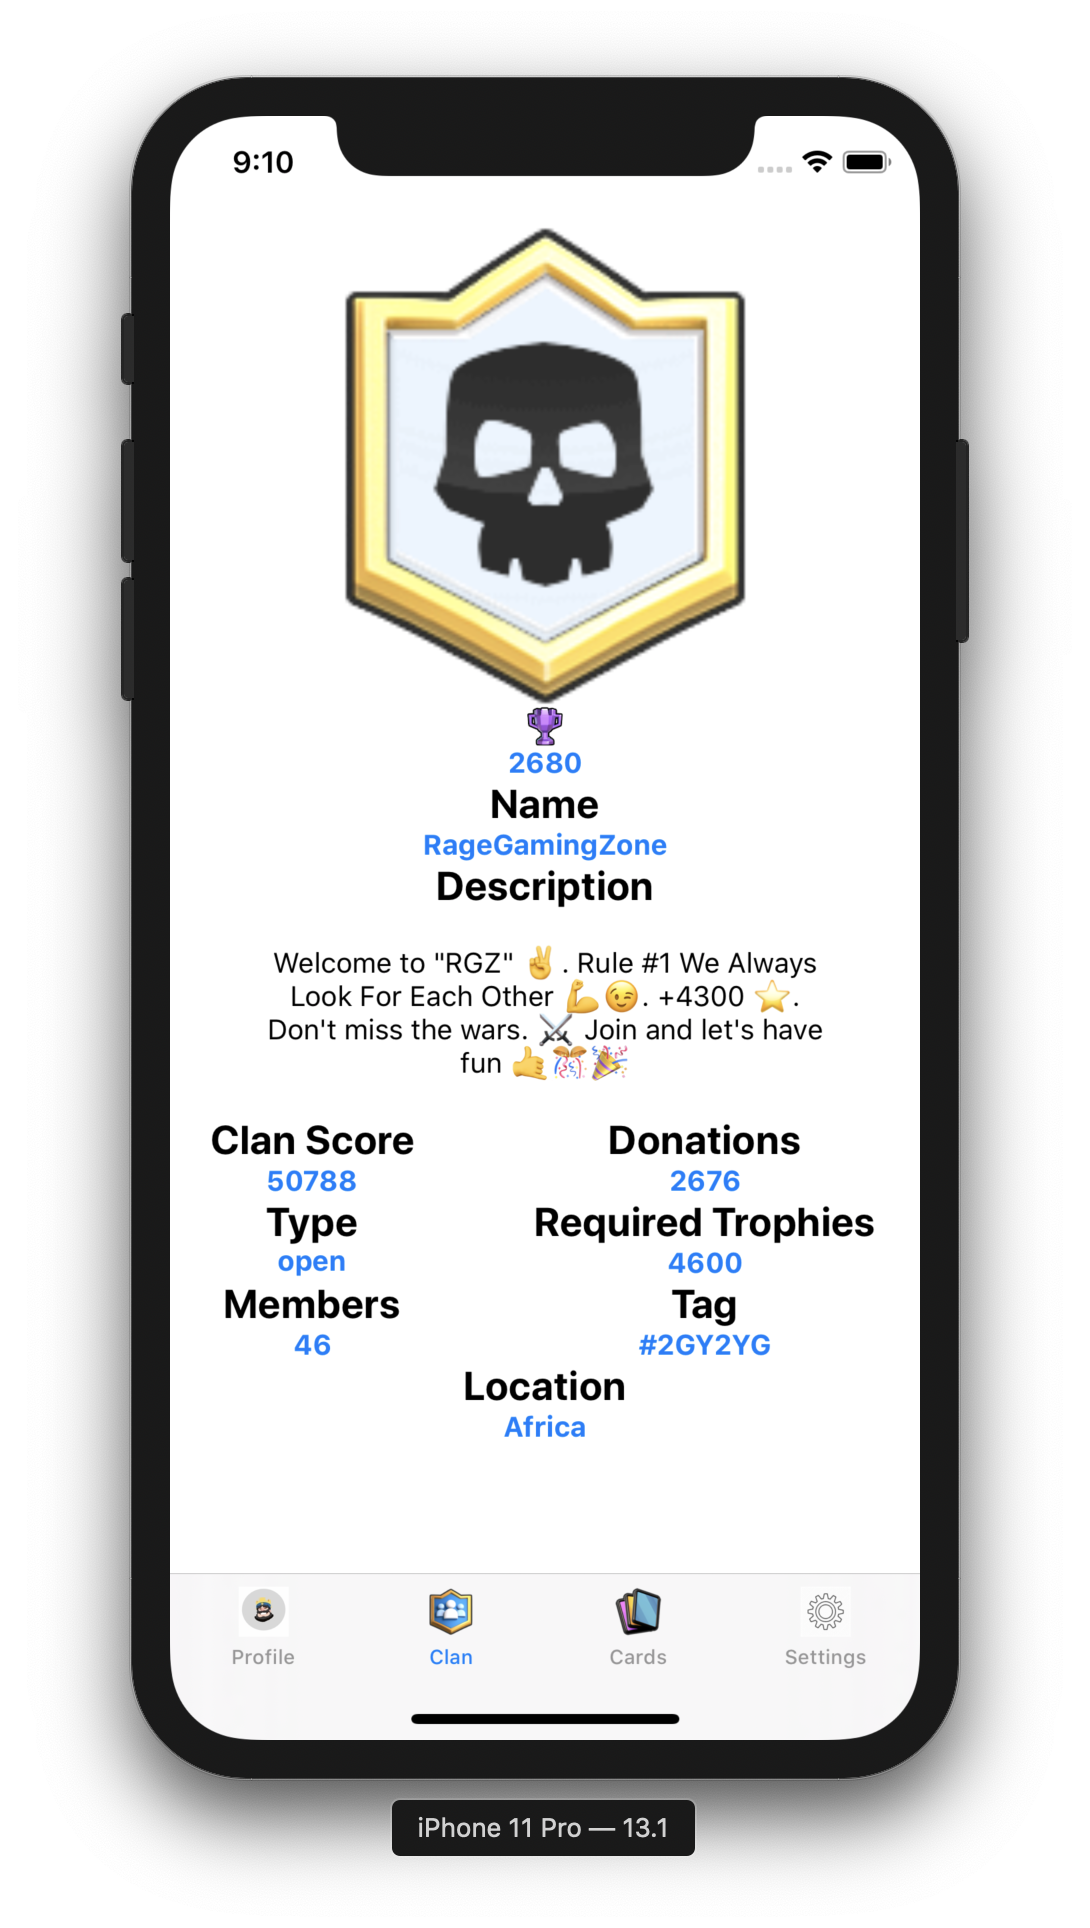 9:10
2680
Name
RageGamingZone
Description
Welcome to "RGZ" ✌️. Rule #1 We Always
Look For Each Other 💪😉. +4300 ⭐.
Don't miss the wars. ⚔️ Join and let's have
fun 🤙🎊🎉
Clan Score
Donations
50788
2676
Type
Required Trophies
open
4600
Members
Tag
46
#2GY2YG
Location
Africa
Profile
Clan
Cards
Settings
iPhone 11 Pro — 13.1